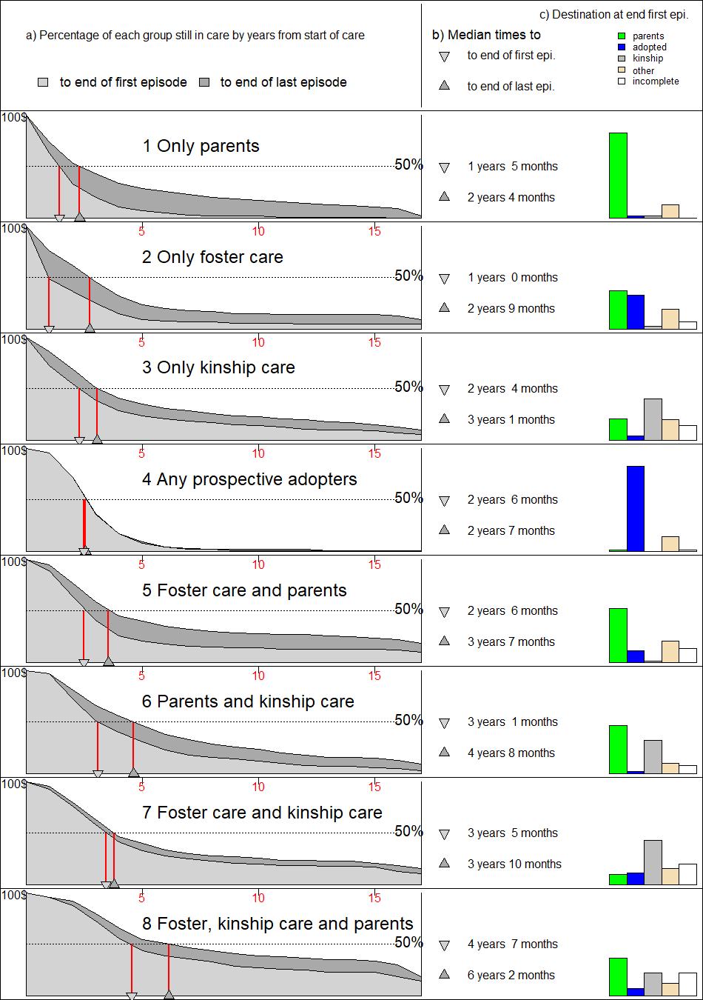 c) Destination at end first epi.
a) Percentage of each group still in care by years from start of care
b) Median times to
parents
adopted
kinship
other
incomplete
to end of first epi.
to end of last epi.
to end of first episode to end of last episode
100$
1 Only parents
50%
1 years 5 months
2 years 4 months
5 10 15
100$
2 Only foster care
50%
1 years 0 months
2 years 9 months
5 10 15
100$
3 Only kinship care
50%
2 years 4 months
3 years 1 months
5 10 15
100$
4 Any prospective adopters
50%
2 years 6 months
2 years 7 months
5 10 15
100$
5 Foster care and parents
50%
2 years 6 months
3 years 7 months
5 10 15
100$
6 Parents and kinship care
50%
3 years 1 months
4 years 8 months
5 10 15
100$
7 Foster care and kinship care
50%
3 years 5 months
3 years 10 months
5 10 15
100$
8 Foster, kinship care and parents
50%
4 years 7 months
6 years 2 months